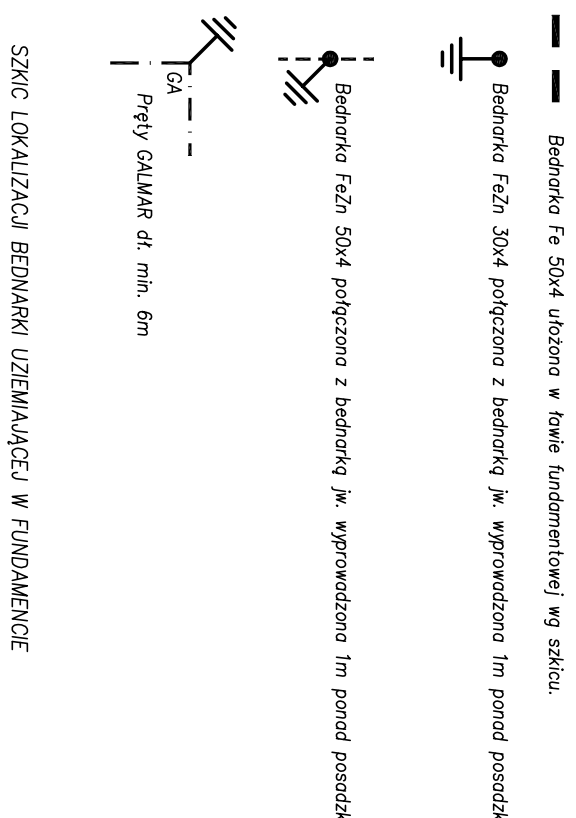 Bednarka Fe 50x4 ułożona w ławie fundamentowej wg szkicu.
Bednarka FeZn 30x4 połączona z bednarką jw. wyprowadzona 1m ponad posadzk
Bednarka FeZn 50x4 połączona z bednarką jw. wyprowadzona 1m ponad posadzk
GA
Pręty GALMAR dł. min. 6m
SZKIC LOKALIZACJI BEDNARKI UZIEMIAJĄCEJ W FUNDAMENCIE